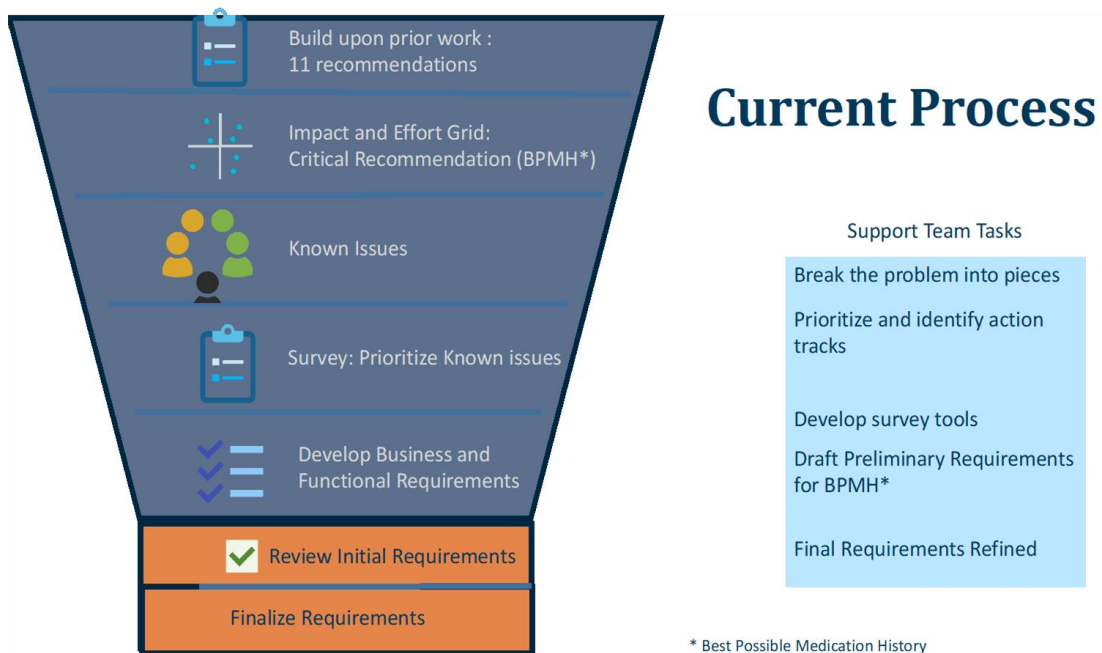 Build upon prior work :
11 recommendations
Impact and Effort Grid:
Critical Recommendation (BPMH*)
Known Issues
Survey: Prioritize Known issues
Develop Business and
Functional Requirements
Review Initial Requirements
Finalize Requirements
Current Process
Support Team Tasks
Break the problem into pieces
Prioritize and identify action
tracks
Develop survey tools
Draft Preliminary Requirements
for BPMH*
Final Requirements Refined
* Best Possible Medication History